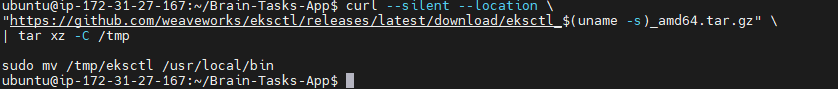 ubuntu@ip-172-31-27-167:~/Brain-Tasks-App$ curl --silent --location \
"https://github.com/weaveworks/eksctl/releases/latest/download/eksctl_$(uname -s)_amd64.tar.gz" \
| tar xz -C /tmp

sudo mv /tmp/eksctl /usr/local/bin
ubuntu@ip-172-31-27-167:~/Brain-Tasks-App$